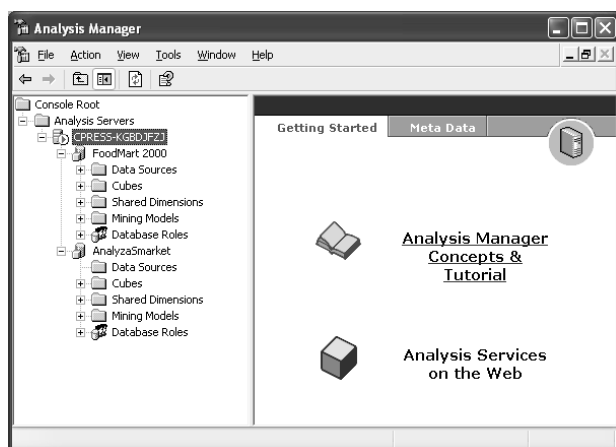 Analysis Manager
File Action View Tools Window Help
Console Root
Analysis Servers
CPRESS-KGBDJFZJ
FoodMart 2000
Data Sources
Cubes
Shared Dimensions
Mining Models
Database Roles
AnalyzaSmarket
Data Sources
Cubes
Shared Dimensions
Mining Models
Database Roles
Getting Started
Meta Data
Analysis Manager
Concepts &
Tutorial
Analysis Services
on the Web